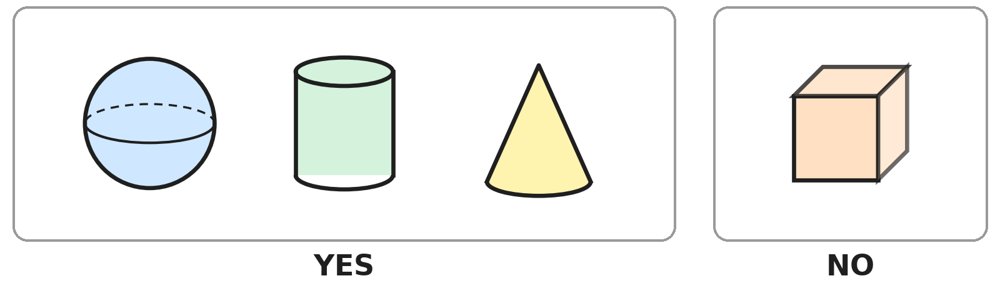 YES
NO